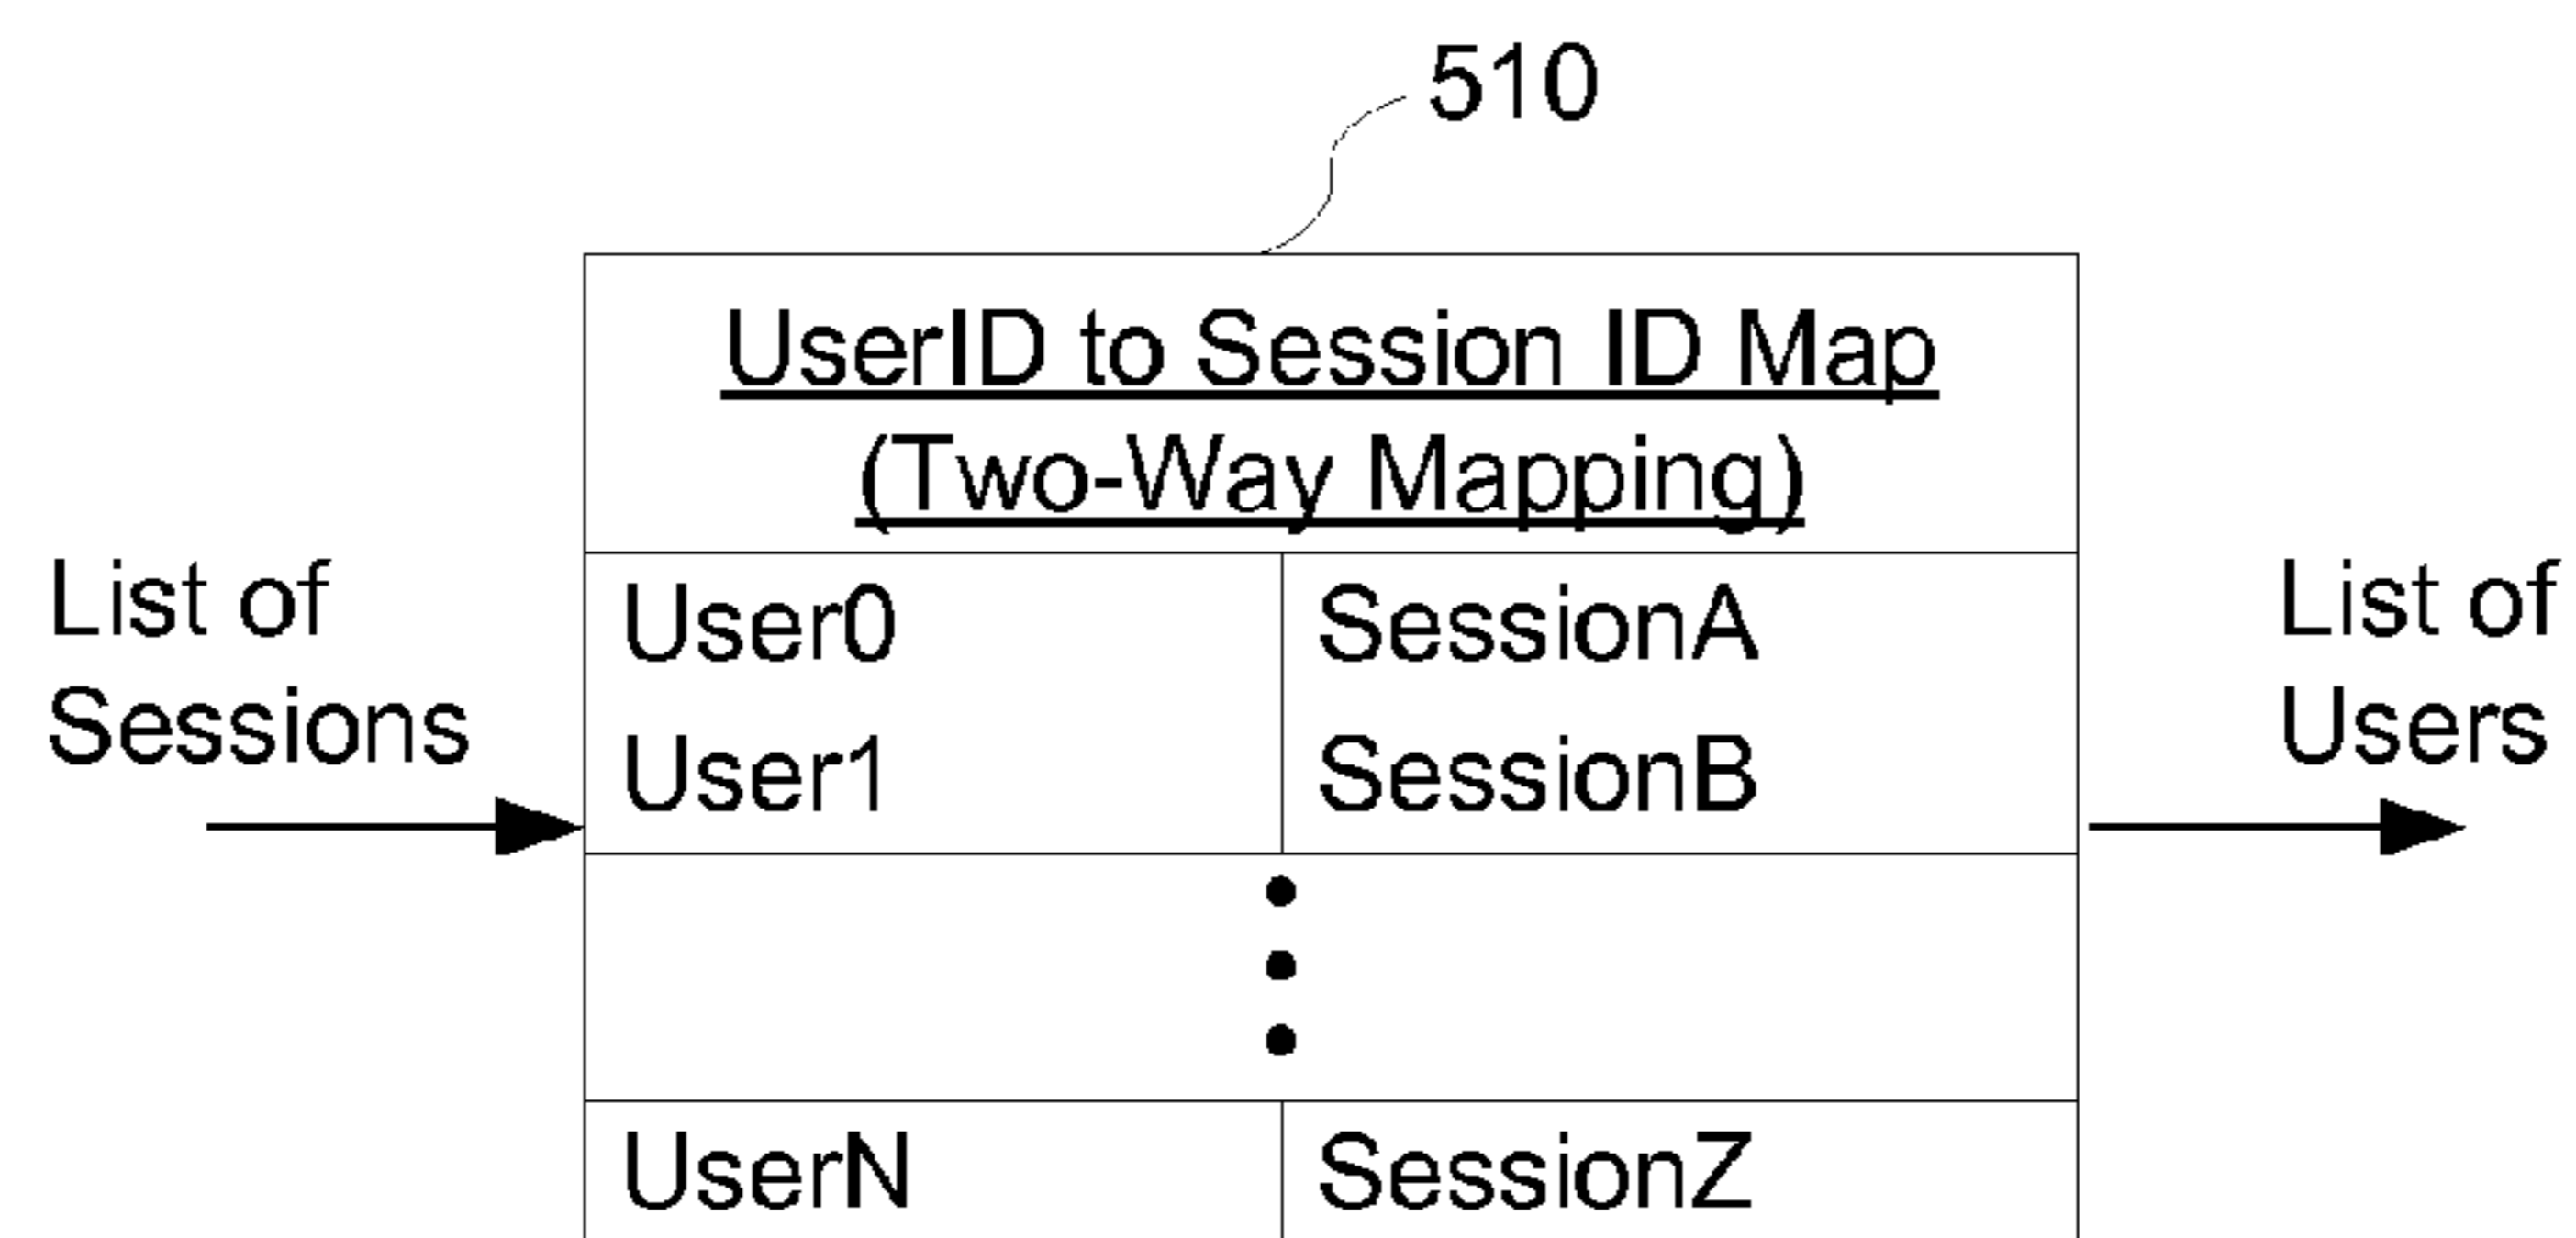 510
UserID to Session ID Map
(Two-Way Mapping)
List of
Sessions
User0 SessionA
User1 SessionB
UserN SessionZ
List of
Users